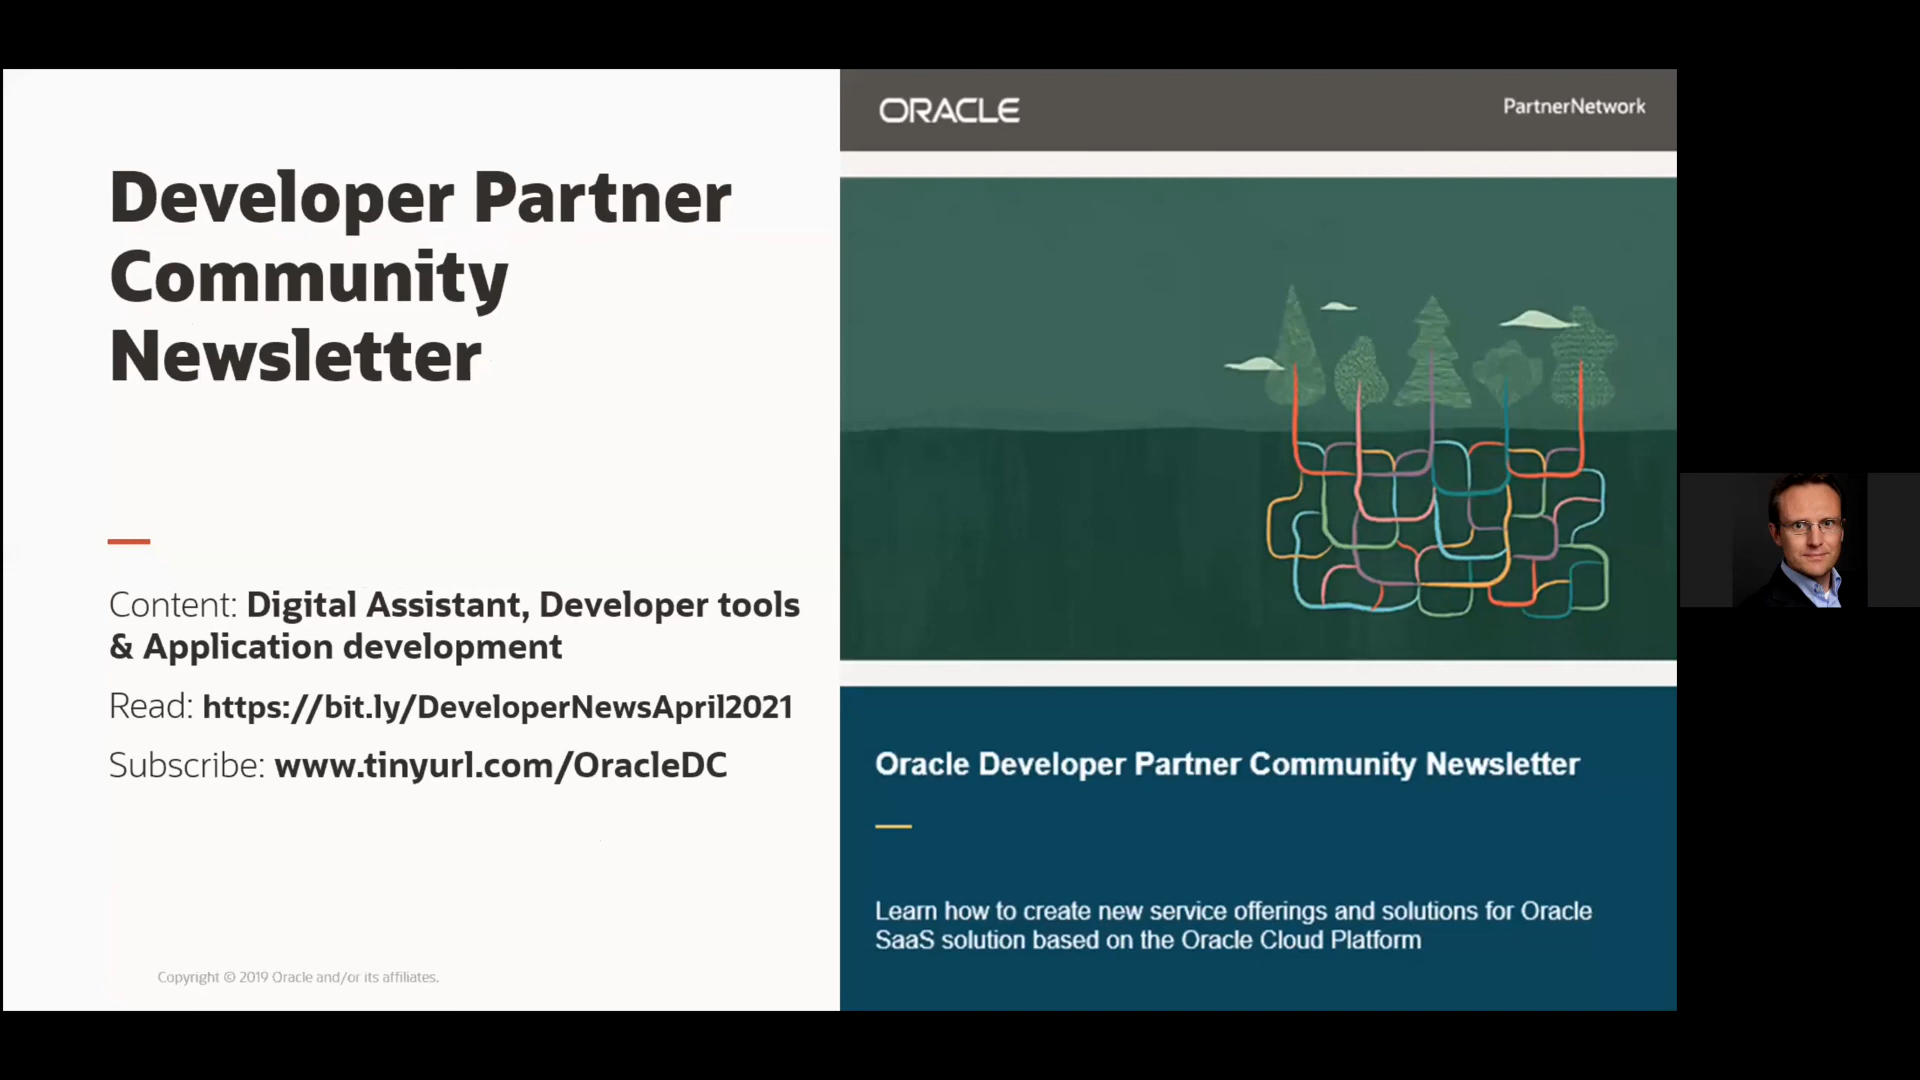 Developer Partner
Community
Newsletter
Content: Digital Assistant, Developer tools
& Application development
Read: https://bit.ly/DeveloperNewsApril2021
Subscribe: www.tinyurl.com/OracleDC
Copyright © 2019 Oracle and/or its affiliates.
ORACLE
PartnerNetwork
Oracle Developer Partner Community Newsletter
Learn how to create new service offerings and solutions for Oracle
SaaS solution based on the Oracle Cloud Platform